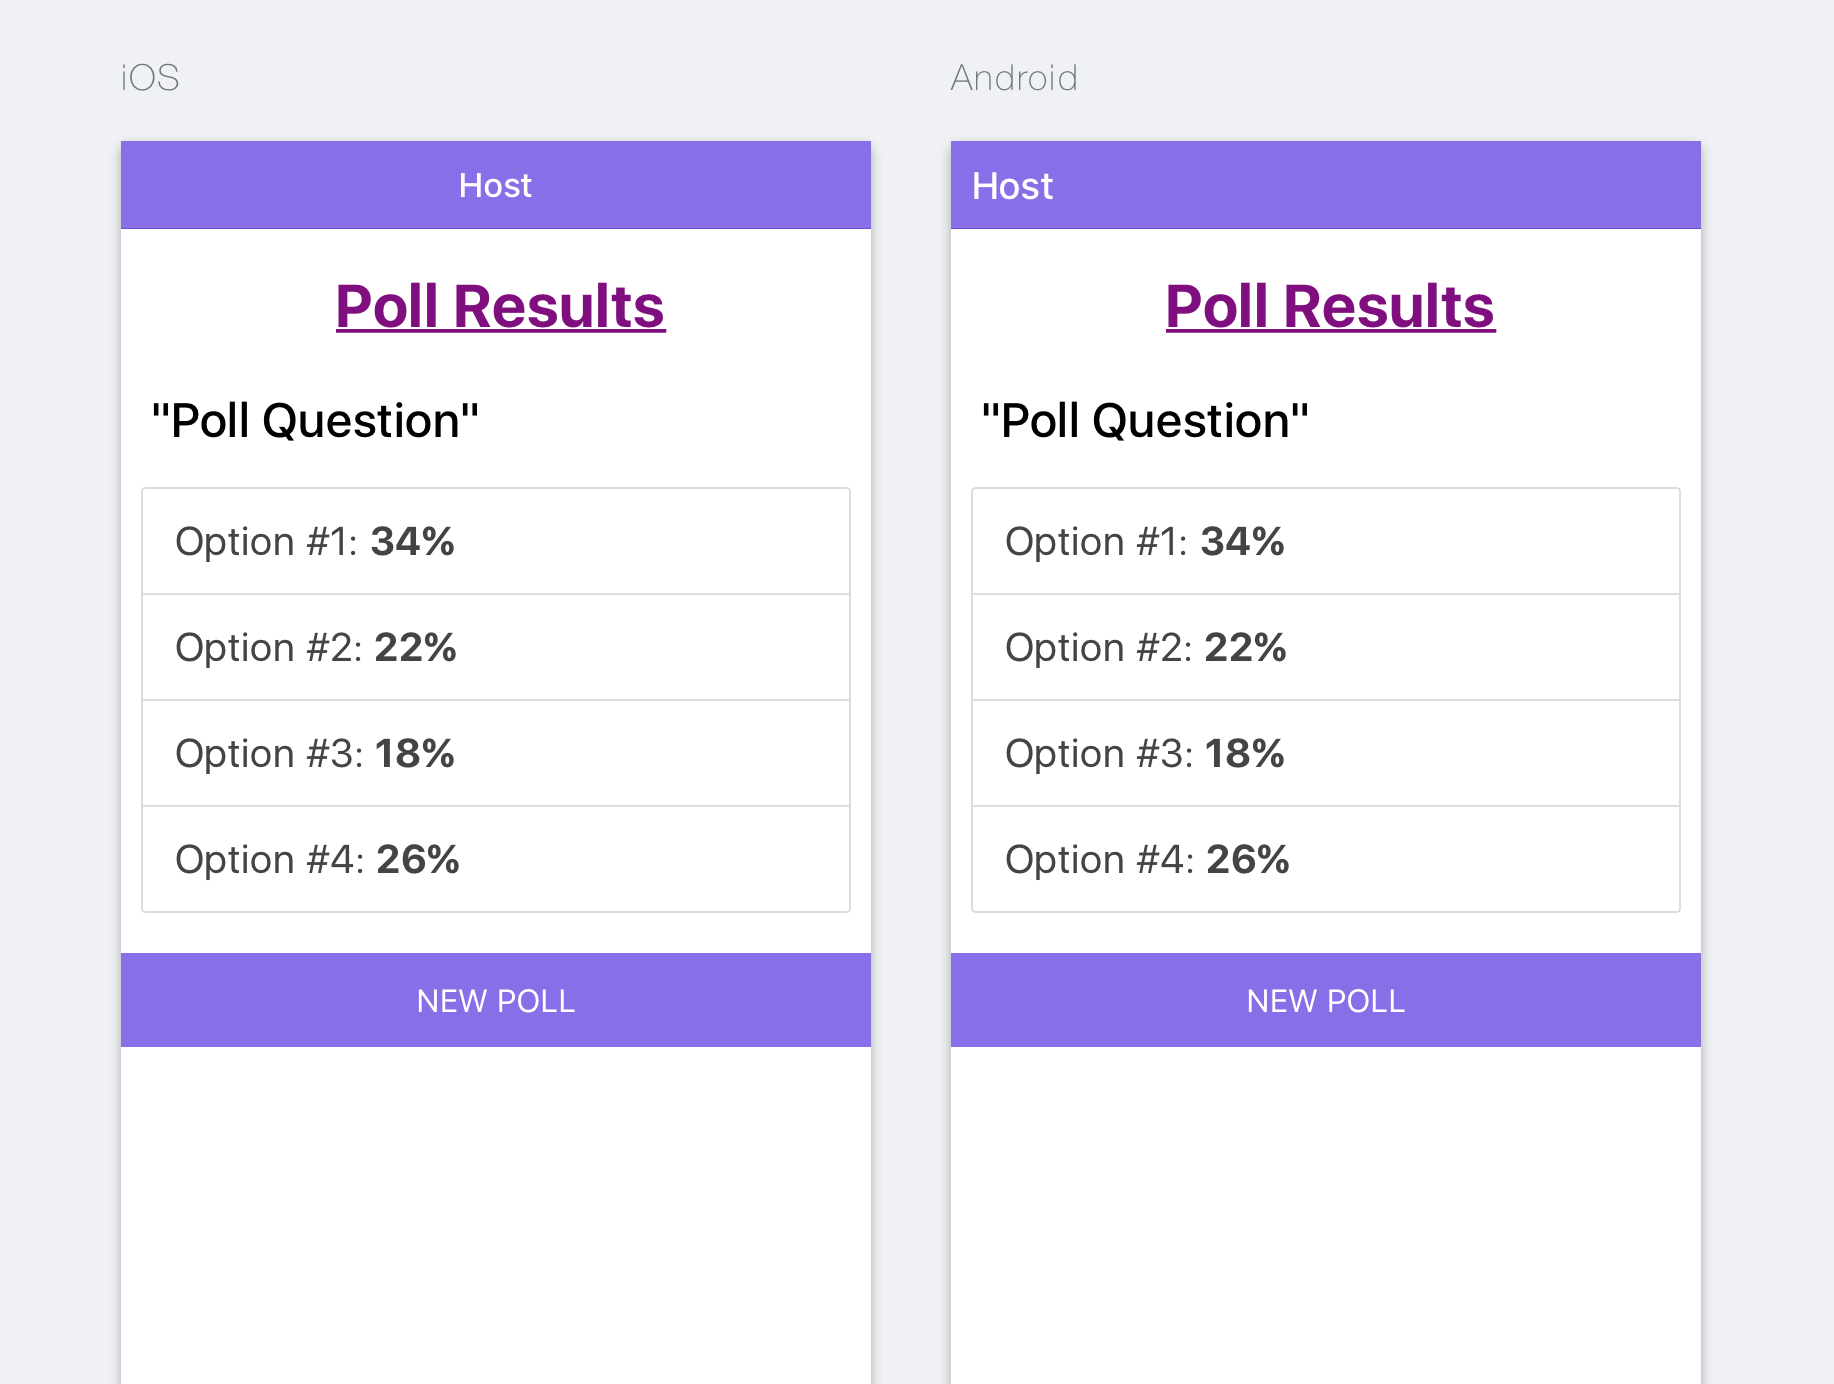 iOS
Host
Poll Results
"Poll Question"
Option #1: 34%
Option #2: 22%
Option #3: 18%
Option #4: 26%
NEW POLL
Android
Host
Poll Results
"Poll Question"
Option #1: 34%
Option #2: 22%
Option #3: 18%
Option #4: 26%
NEW POLL